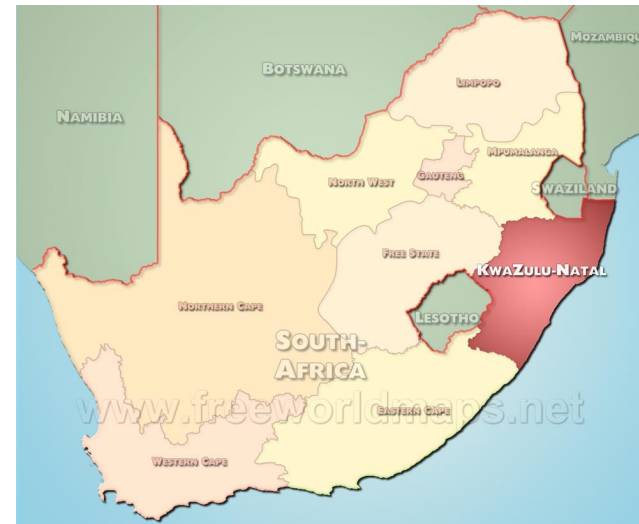 Mozambiqu
Botswana
Limpopo
Namibia
Mpumalanga
Gauteng
North West
Swaziland
Free State
KwaZulu-Natal
Northern Cape
Lesotho
South-
Africa
www.freeworldmaps.net
Eastern Cape
Western Cape